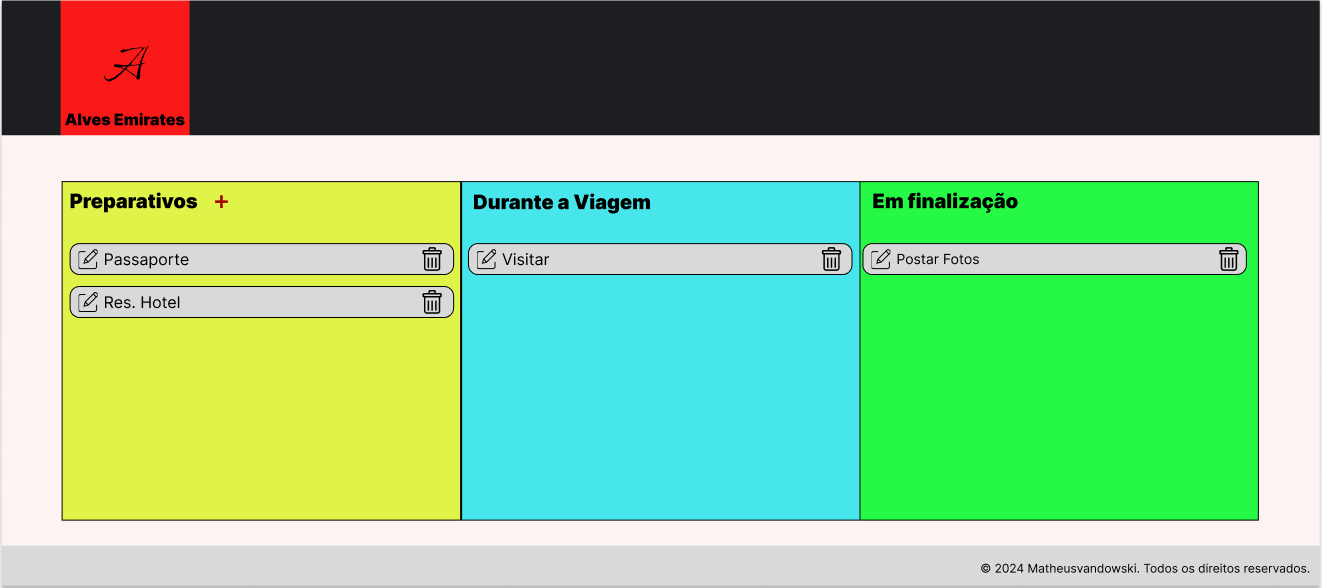 A
Alves Emirates
Preparativos +
Durante a Viagem
Em finalização
Passaporte
Visitar
Postar Fotos
Res. Hotel
© 2024 Matheusvandowski. Todos os direitos reservados.